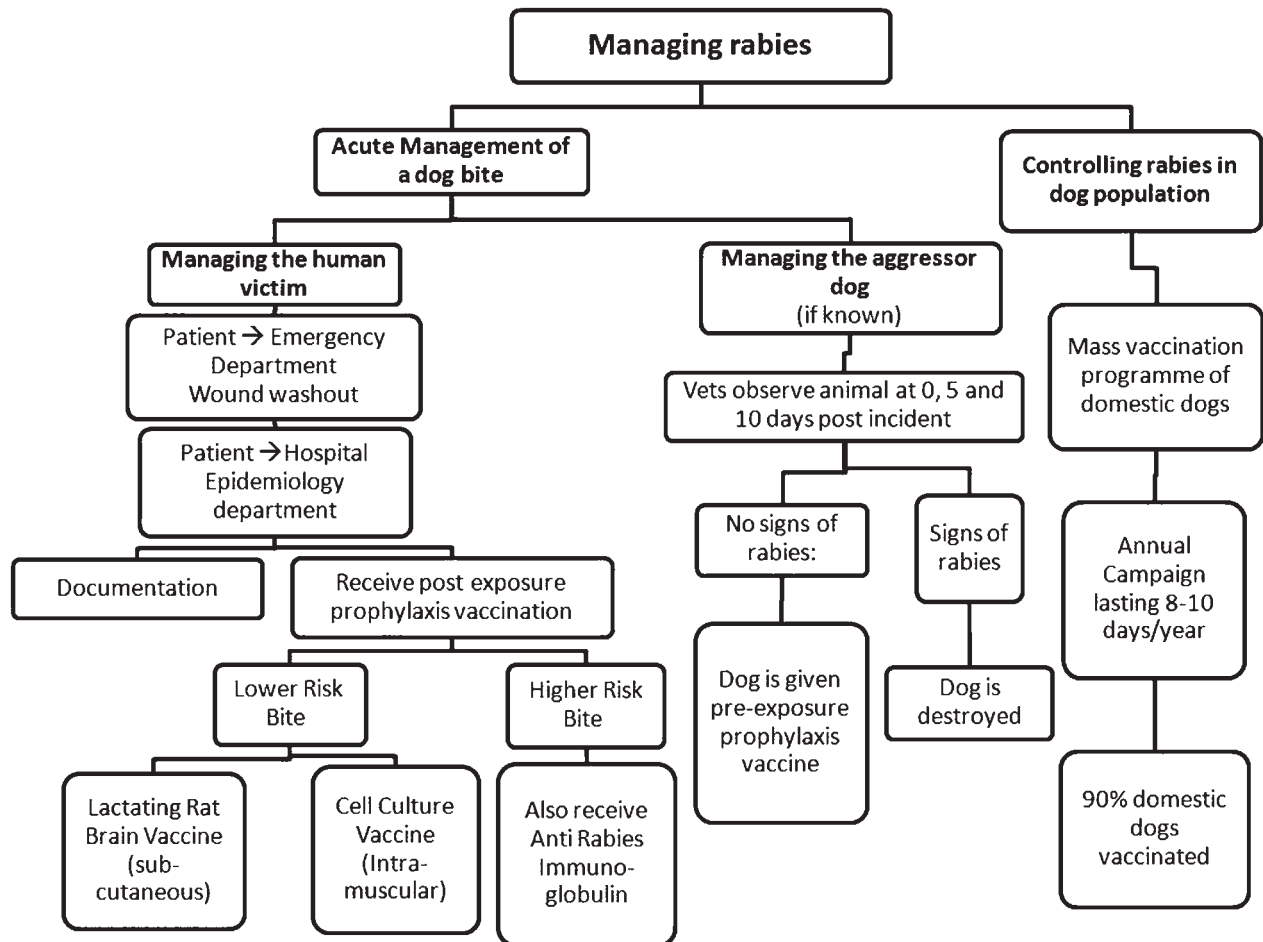 Managing rabies
Acute Management of
a dog bite
Controlling rabies in
dog population
Managing the human
victim
Managing the aggressor
dog
(if known)
Patient → Emergency
Department
Wound washout
Mass vaccination
programme of
domestic dogs
Vets observe animal at 0, 5 and
10 days post incident
Patient → Hospital
Epidemiology
department
No signs of
rabies:
Signs of
rabies
Annual
Campaign
lasting 8-10
days/year
Documentation
Receive post exposure
prophylaxis vaccination
Lower Risk
Bite
Higher Risk
Bite
Dog is given
pre-exposure
prophylaxis
vaccine
Dog is
destroyed
Lactating Rat
Brain Vaccine
(sub-
cutaneous)
Cell Culture
Vaccine
(Intra-
muscular)
Also receive
Anti Rabies
Immuno-
globulin
90% domestic
dogs
vaccinated